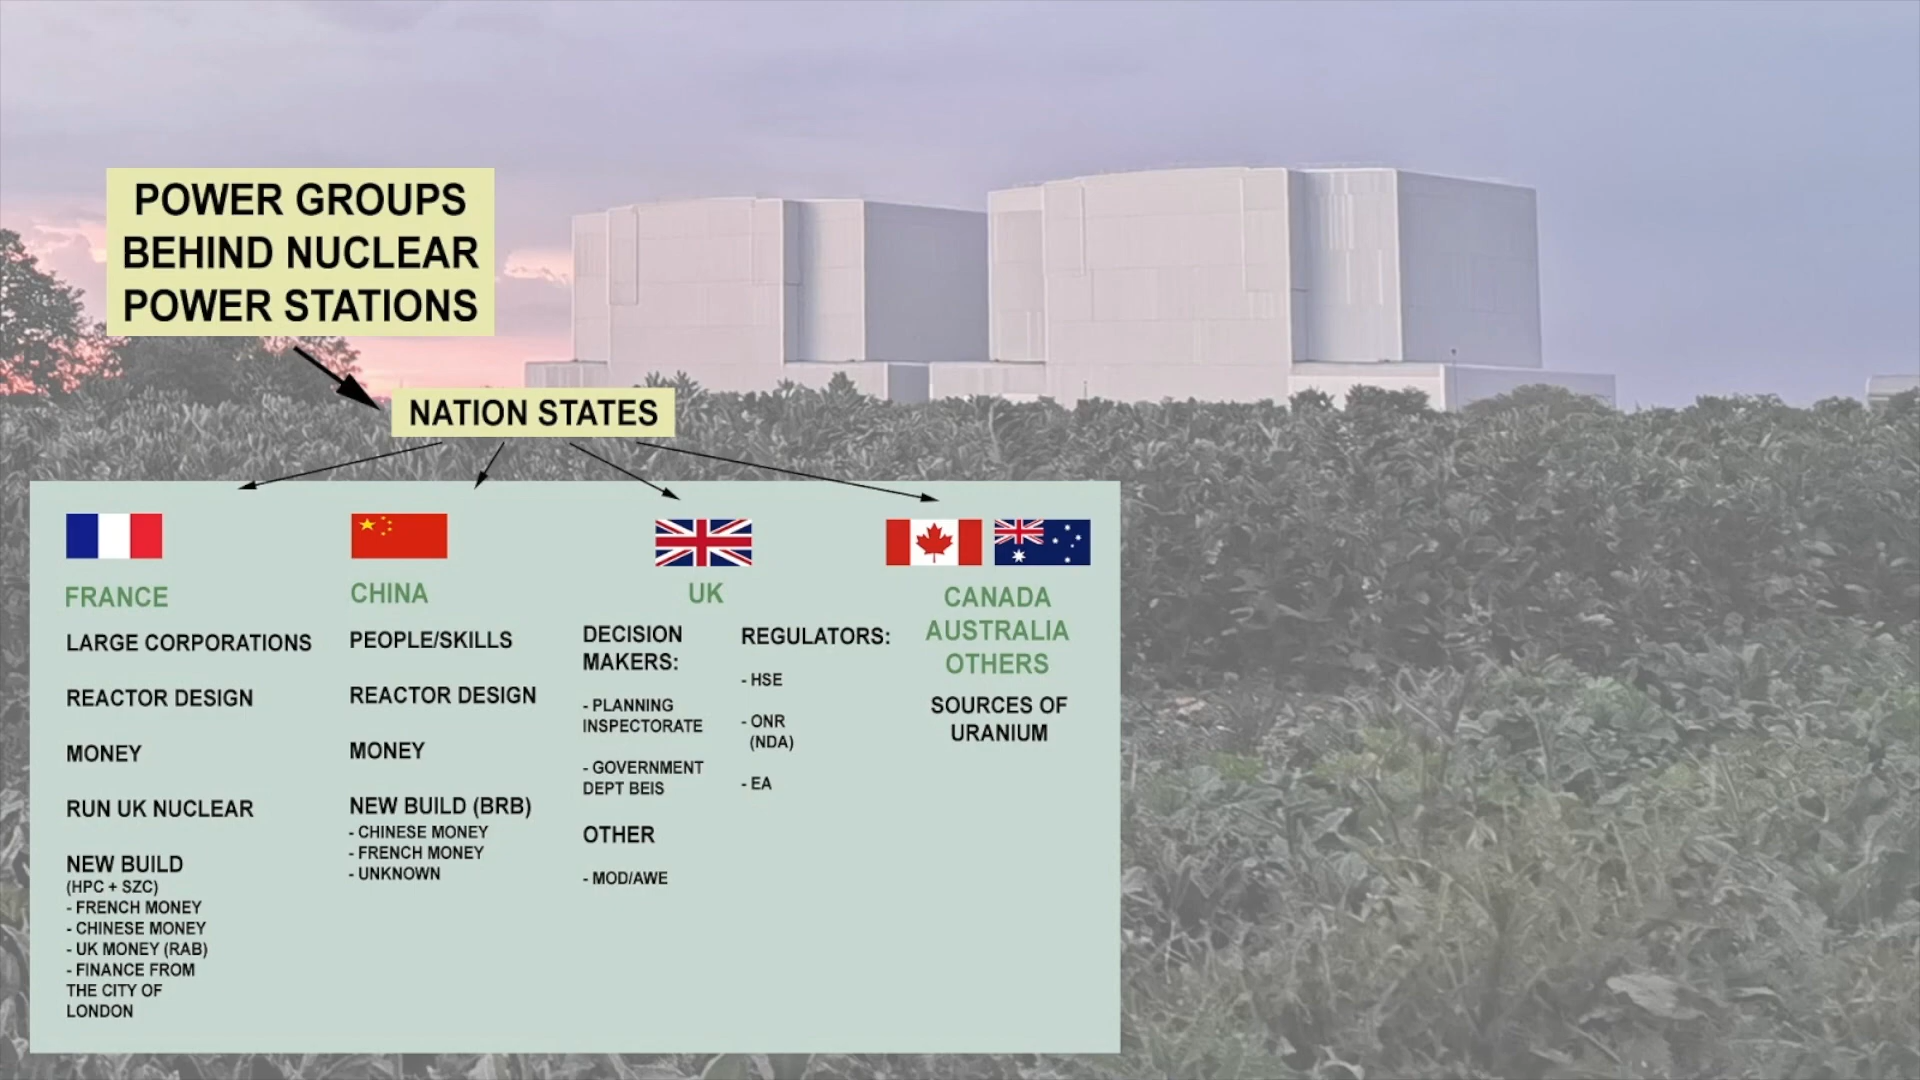 POWER GROUPS
BEHIND NUCLEAR
POWER STATIONS
NATION STATES
FRANCE
LARGE CORPORATIONS
REACTOR DESIGN
MONEY
RUN UK NUCLEAR
NEW BUILD
(HPC + SZC)
- FRENCH MONEY
- CHINESE MONEY
- UK MONEY (RAB)
- FINANCE FROM
THE CITY OF
LONDON
CHINA
PEOPLE/SKILLS
REACTOR DESIGN
MONEY
NEW BUILD (BRB)
- CHINESE MONEY
- FRENCH MONEY
- UNKNOWN
UK
DECISION
MAKERS:
- PLANNING
INSPECTORATE
- GOVERNMENT
DEPT BEIS
OTHER
- MOD/AWE
REGULATORS:
- HSE
- ONR
(NDA)
- EA
CANADA
AUSTRALIA
OTHERS
SOURCES OF
URANIUM